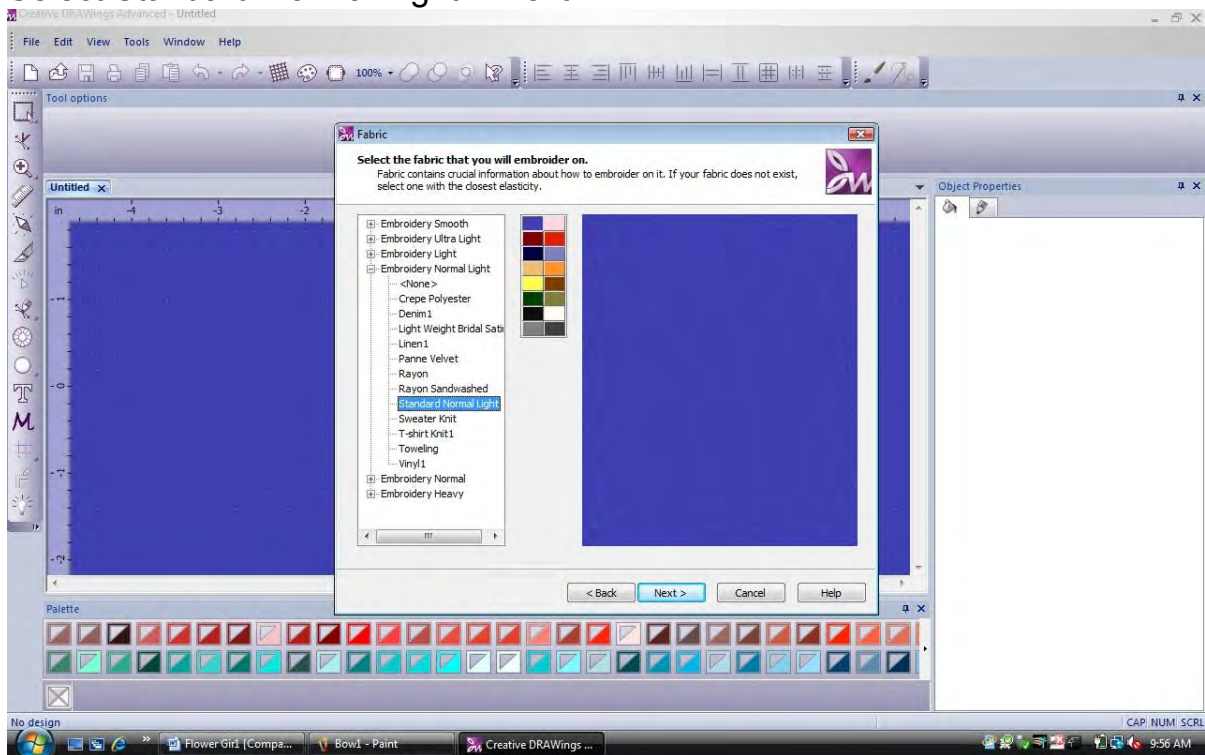 Creative DRAWings Advanced - Untitled
File Edit View Tools Window Help
100%
Tool options
Fabric
Select the fabric that you will embroider on.
Fabric contains crucial information about how to embroider on it. If your fabric does not exist,
select one with the closest elasticity.
Untitled
Object Properties
in -4 -3 -2
Embroidery Smooth
Embroidery Ultra Light
Embroidery Light
Embroidery Normal Light
<None>
Crepe Polyester
Denim1
Light Weight Bridal Sati
Linen1
Panne Velvet
Rayon
Rayon Sandwashed
Standard Normal Light
Sweater Knit
T-shirt Knit1
Toweling
Vinyl1
Embroidery Normal
Embroidery Heavy
-1
-0
-1
-2
< Back Next > Cancel Help
Palette
No design
CAP NUM SCRL
Flower Girl [Compa... Bow1 - Paint Creative DRAWings ... 9:56 AM